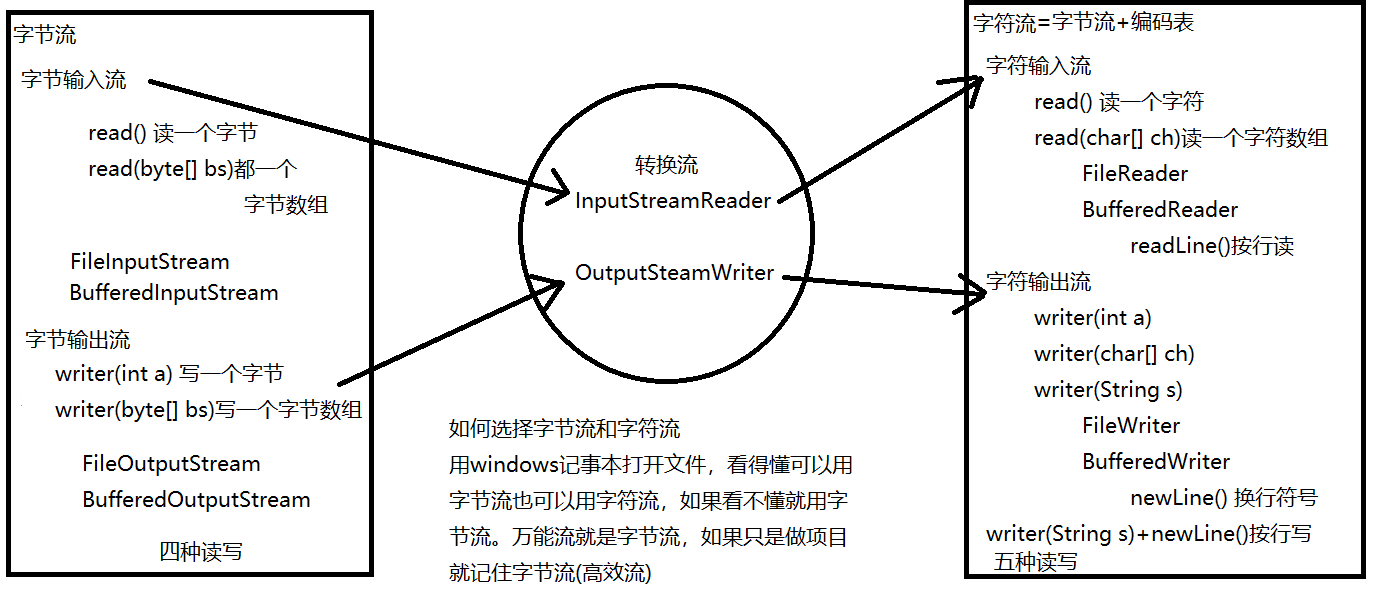 字节流
字节输入流
read() 读一个字节
read(byte[] bs)都一个
字节数组
FileInputStream
BufferedInputStream
字节输出流
writer(int a) 写一个字节
writer(byte[] bs)写一个字节数组
FileOutputStream
BufferedOutputStream
四种读写
转换流
InputStreamReader
OutputSteamWriter
如何选择字节流和字符流
用windows记事本打开文件，看得懂可以用
字节流也可以用字符流，如果看不懂就用字
节流。万能流就是字节流，如果只是做项目
就记住字节流(高效流)
字符流=字节流+编码表
字符输入流
read() 读一个字符
read(char[] ch)读一个字符数组
FileReader
BufferedReader
readLine()按行读
字符输出流
writer(int a)
writer(char[] ch)
writer(String s)
FileWriter
BufferedWriter
newLine() 换行符号
writer(String s)+newLine()按行写
五种读写